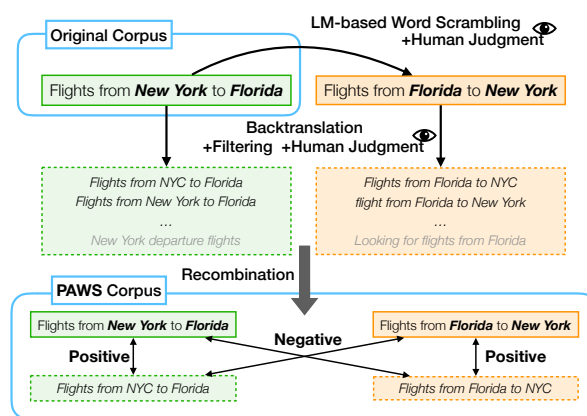 LM-based Word Scrambling
+Human Judgment
Original Corpus
Flights from New York to Florida
Flights from Florida to New York
Backtranslation
+Filtering +Human Judgment
Flights from NYC to Florida
Flights from New York to Florida
...
New York departure flights
Flights from Florida to NYC
flight from Florida to New York
...
Looking for flights from Florida
Recombination
PAWS Corpus
Flights from New York to Florida
Flights from Florida to New York
Positive
Negative
Positive
Flights from NYC to Florida
Flights from Florida to NYC